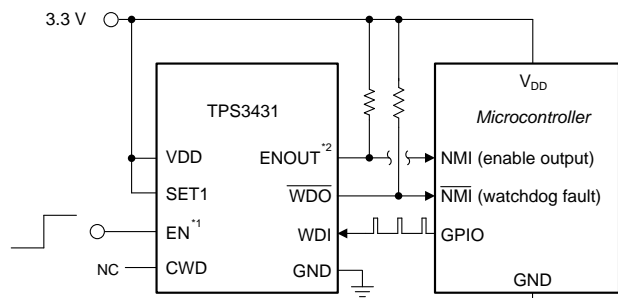 3.3 V
TPS3431
VDD
SET1
EN*1
CWD
NC
ENOUT*2
WDO
WDI
GND
VDD
Microcontroller
NMI (enable output)
NMI (watchdog fault)
GPIO
GND